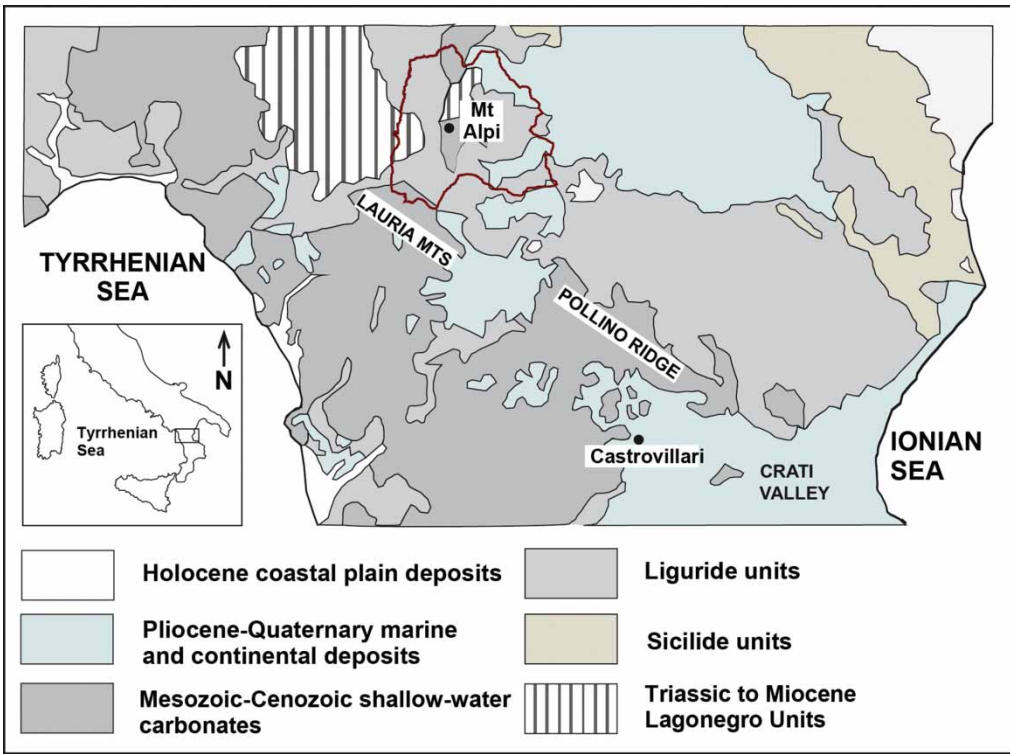 Mt
Alpi
LAURIA MTS
TYRRHENIAN
SEA
POLLINO RIDGE
N
Tyrrhenian
Sea
Castrovillari
IONIAN
SEA
CRATI
VALLEY
Holocene coastal plain deposits
Liguride units
Pliocene-Quaternary marine
and continental deposits
Sicilide units
Mesozoic-Cenozoic shallow-water
carbonates
Triassic to Miocene
Lagonegro Units